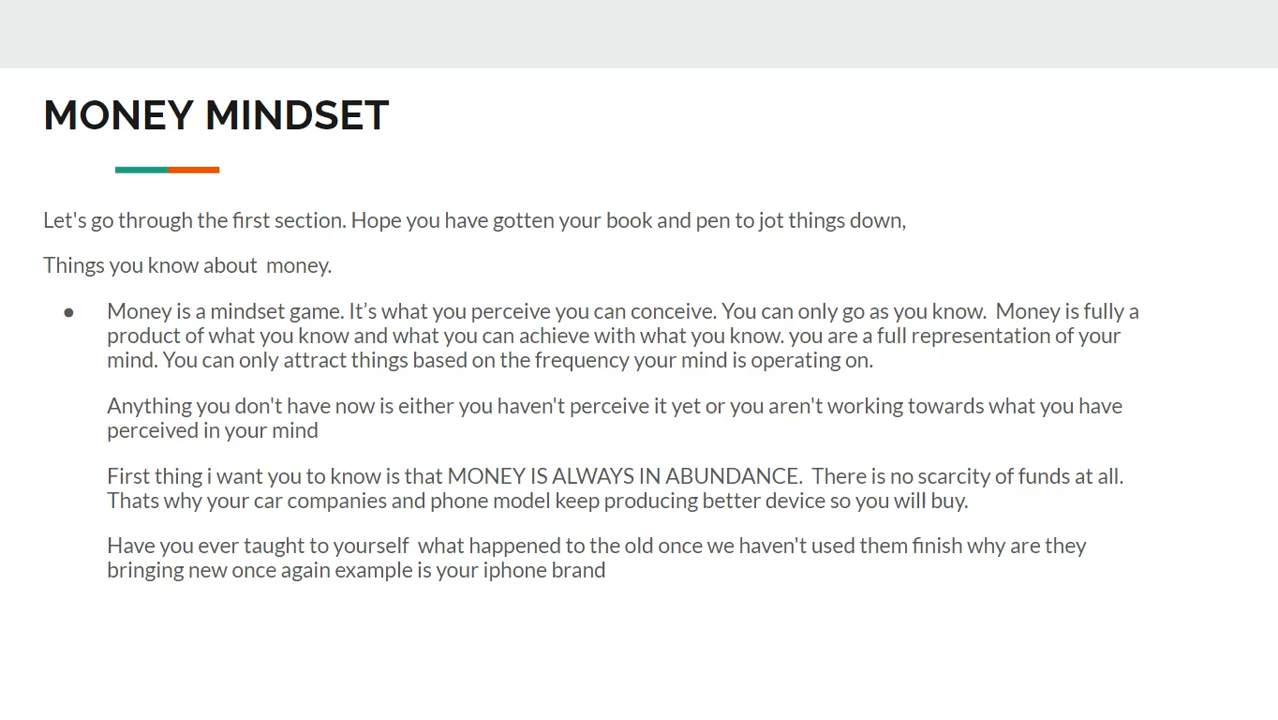 MONEY MINDSET
Let's go through the first section. Hope you have gotten your book and pen to jot things down,
Things you know about  money.
● Money is a mindset game. It’s what you perceive you can conceive. You can only go as you know.  Money is fully a
product of what you know and what you can achieve with what you know. you are a full representation of your
mind. You can only attract things based on the frequency your mind is operating on.
Anything you don't have now is either you haven't perceive it yet or you aren't working towards what you have
perceived in your mind
First thing i want you to know is that MONEY IS ALWAYS IN ABUNDANCE.  There is no scarcity of funds at all.
Thats why your car companies and phone model keep producing better device so you will buy.
Have you ever taught to yourself  what happened to the old once we haven't used them finish why are they
bringing new once again example is your iphone brand